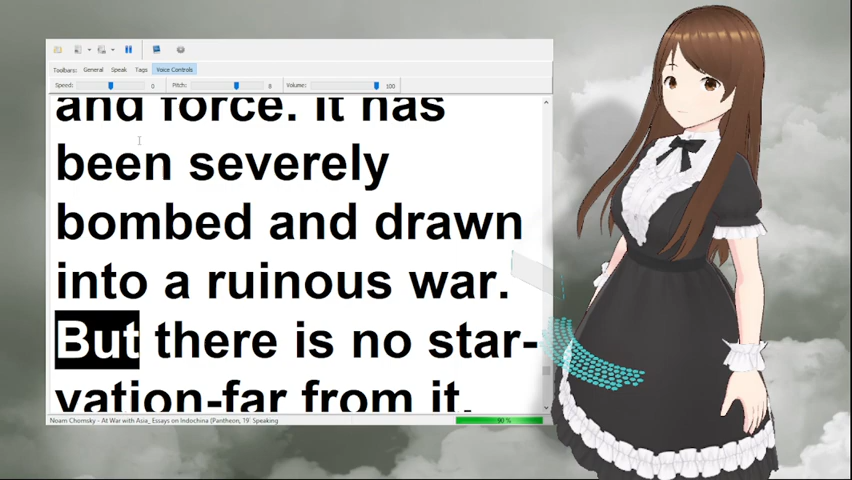 Toolbars: General Speak Tags Voice Controls
Speed: 0 Pitch: 8 Volume: 100
and force. It has
been severely
bombed and drawn
into a ruinous war.
But there is no star-
vation-far from it.
Noam Chomsky - At War with Asia_ Essays on Indochina (Pantheon, 19 Speaking 90 %